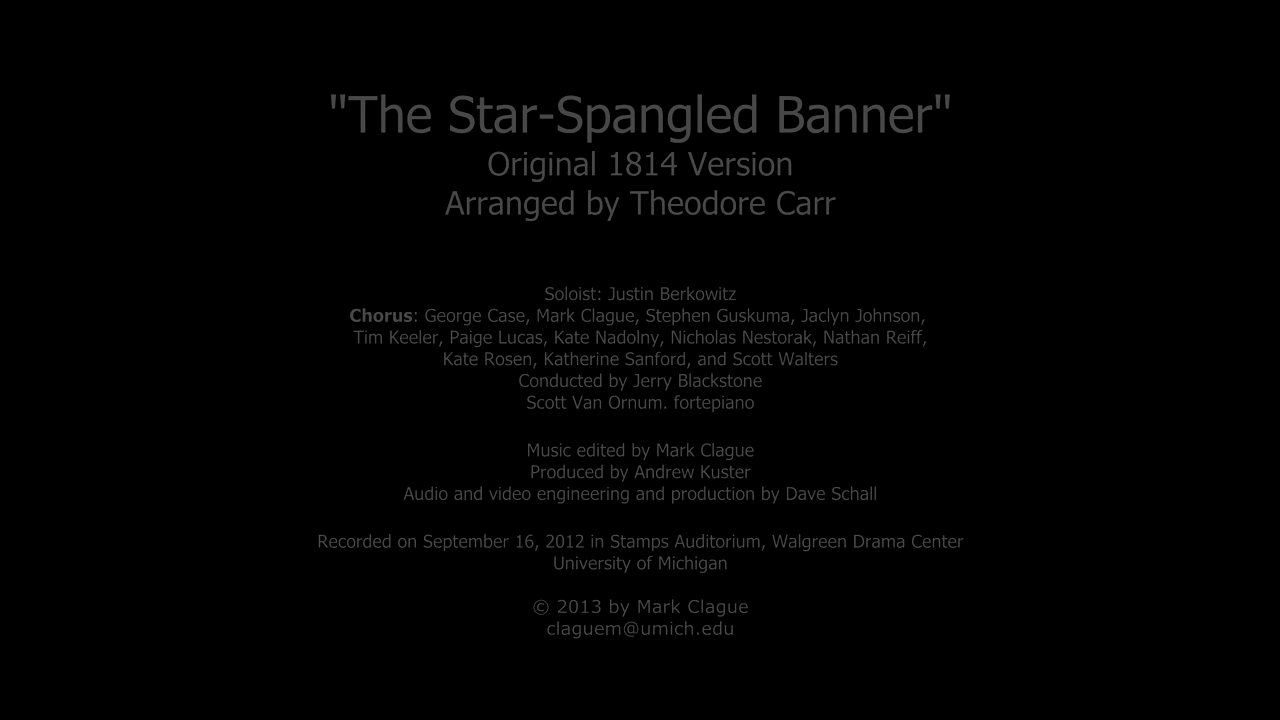 "The Star-Spangled Banner"
Original 1814 Version
Arranged by Theodore Carr
Soloist: Justin Berkowitz
Chorus: George Case, Mark Clague, Stephen Guskuma, Jaclyn Johnson,
Tim Keeler, Paige Lucas, Kate Nadolny, Nicholas Nestorak, Nathan Reiff,
Kate Rosen, Katherine Sanford, and Scott Walters
Conducted by Jerry Blackstone
Scott Van Ornum. fortepiano
Music edited by Mark Clague
Produced by Andrew Kuster
Audio and video engineering and production by Dave Schall
Recorded on September 16, 2012 in Stamps Auditorium, Walgreen Drama Center
University of Michigan
© 2013 by Mark Clague
claguem@umich.edu